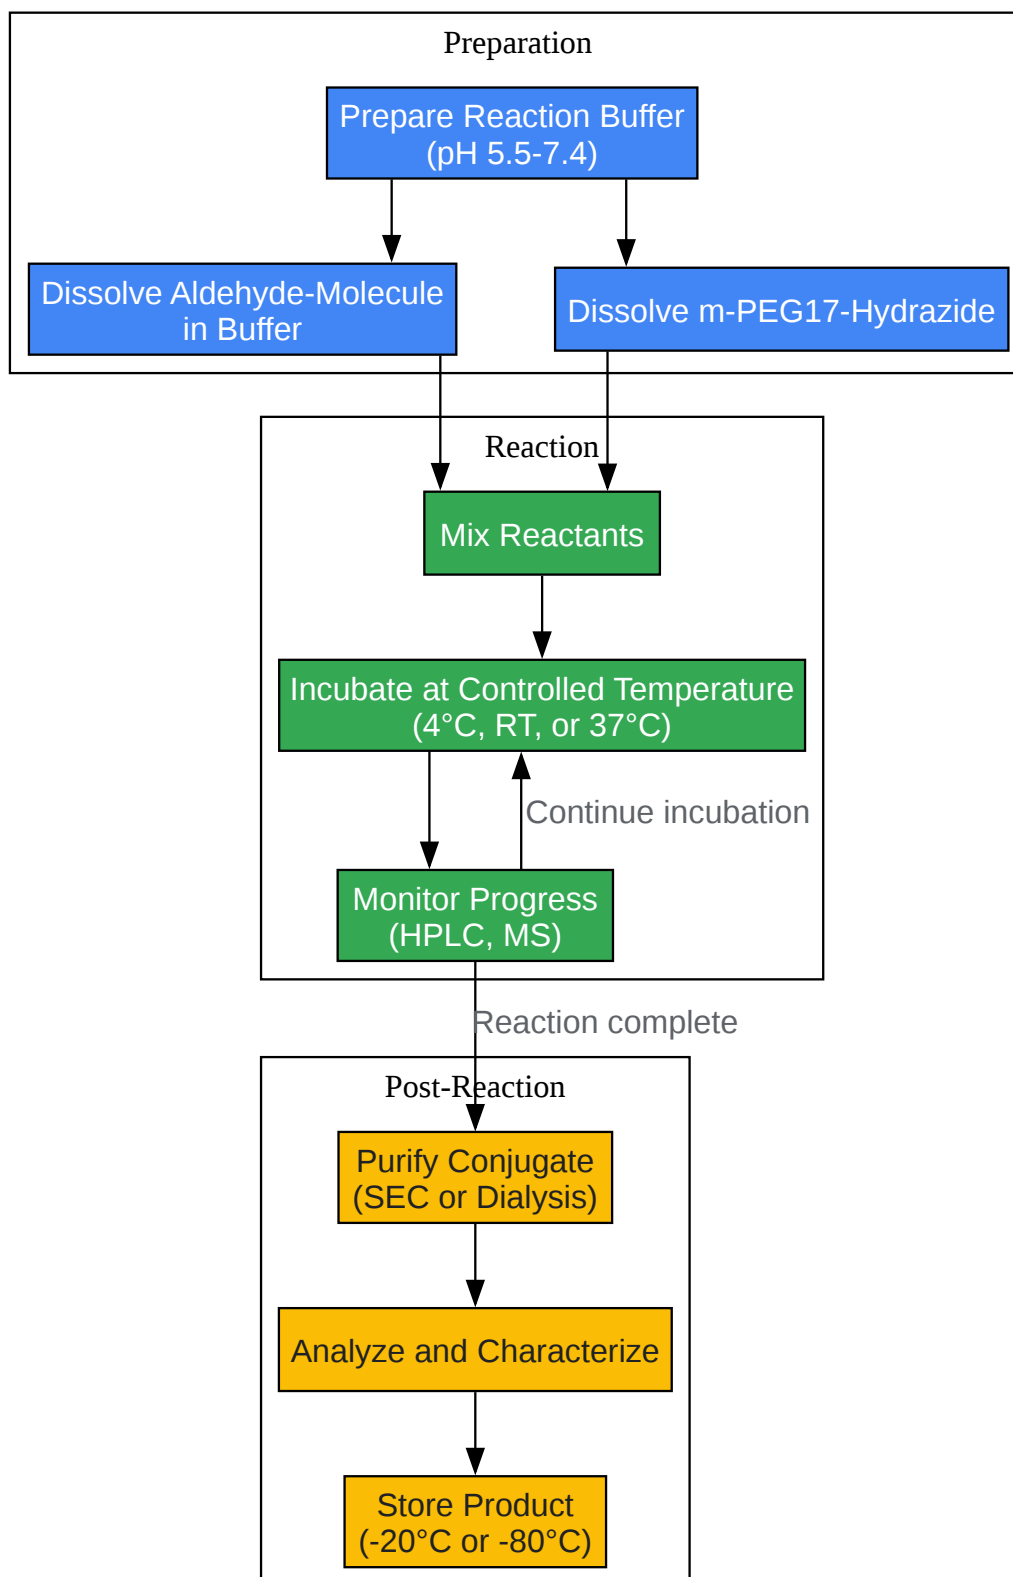 Preparation
Prepare Reaction Buffer
(pH 5.5-7.4)
Dissolve Aldehyde-Molecule
in Buffer
Dissolve m-PEG17-Hydrazide
Reaction
Mix Reactants
Incubate at Controlled Temperature
(4°C, RT, or 37°C)
Continue incubation
Monitor Progress
(HPLC, MS)
Reaction complete
Post-Reaction
Purify Conjugate
(SEC or Dialysis)
Analyze and Characterize
Store Product
(-20°C or -80°C)